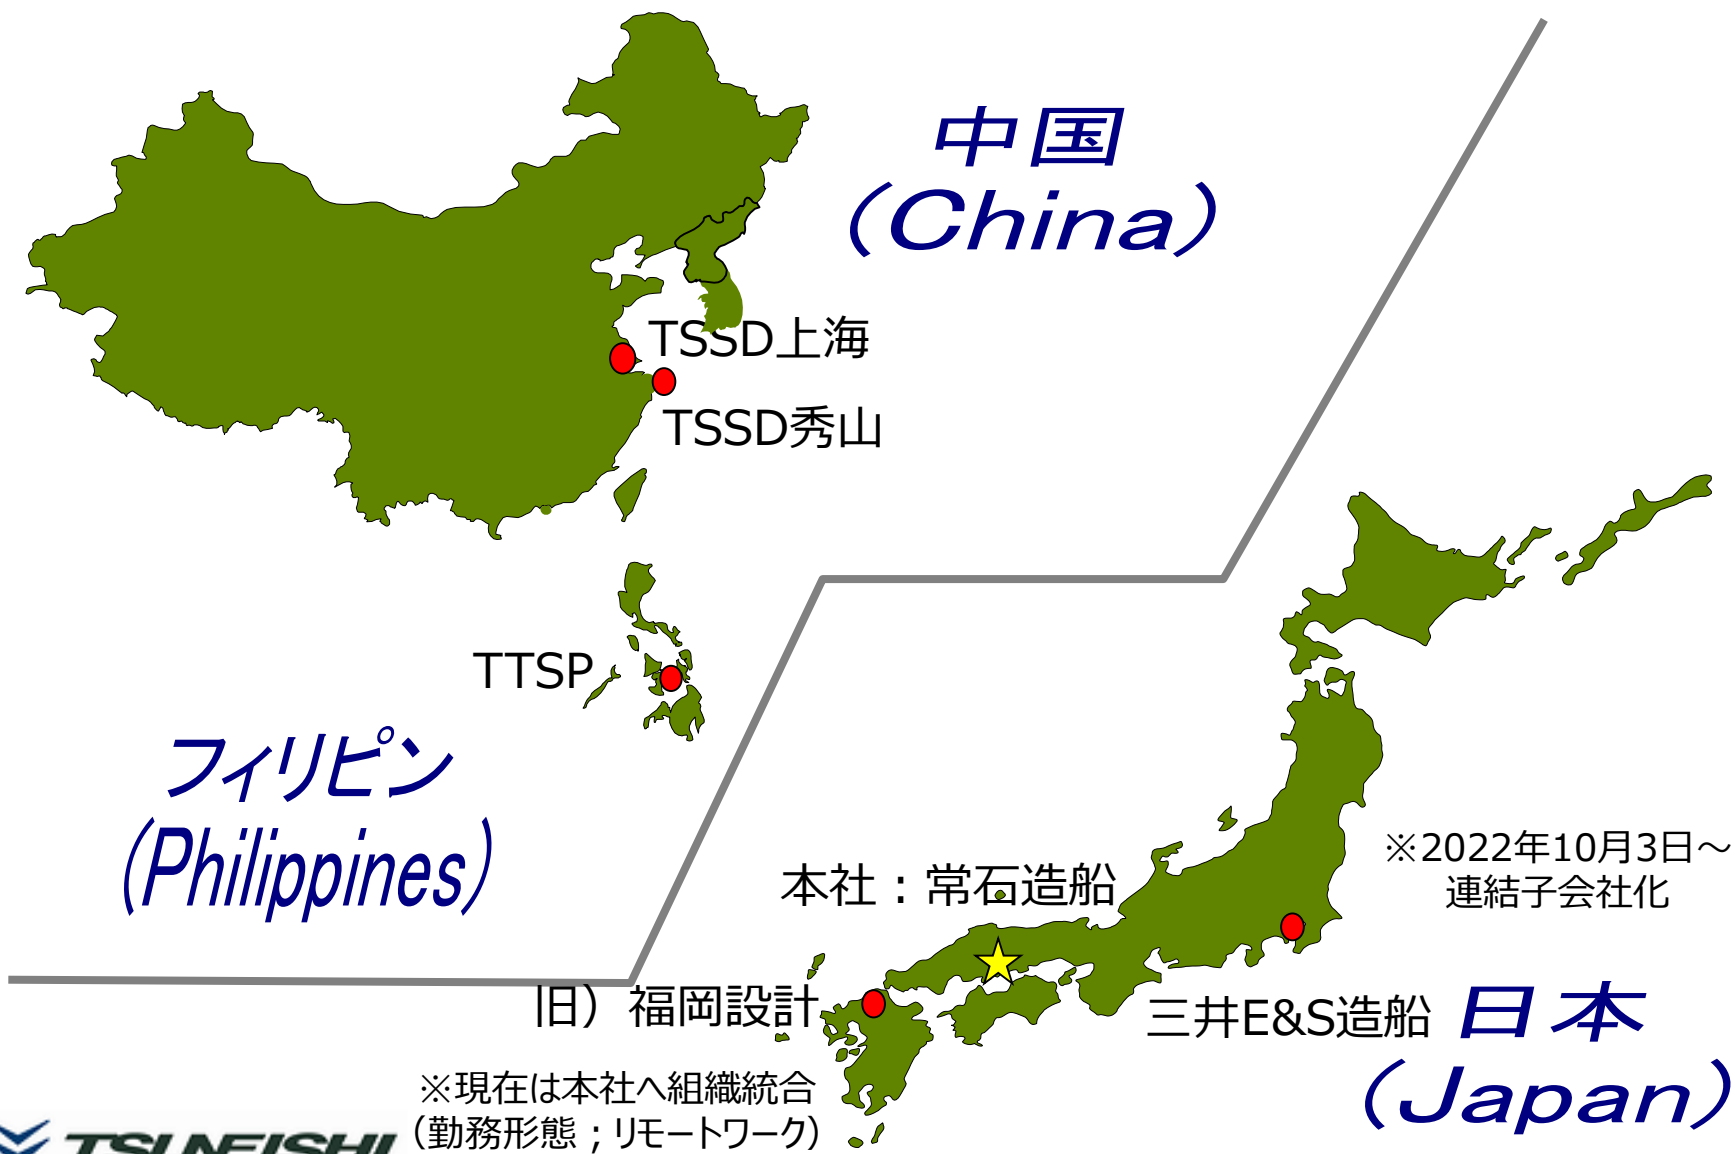 中国
（China）
TSSD上海
TSSD秀山
TTSP
フィリピン
(Philippines)
※2022年10月3日～
連結子会社化
本社：常石造船
旧）福岡設計
三井E&S造船
日本
（Japan）
※現在は本社へ組織統合
（勤務形態；リモートワーク）
TSUNEISHI